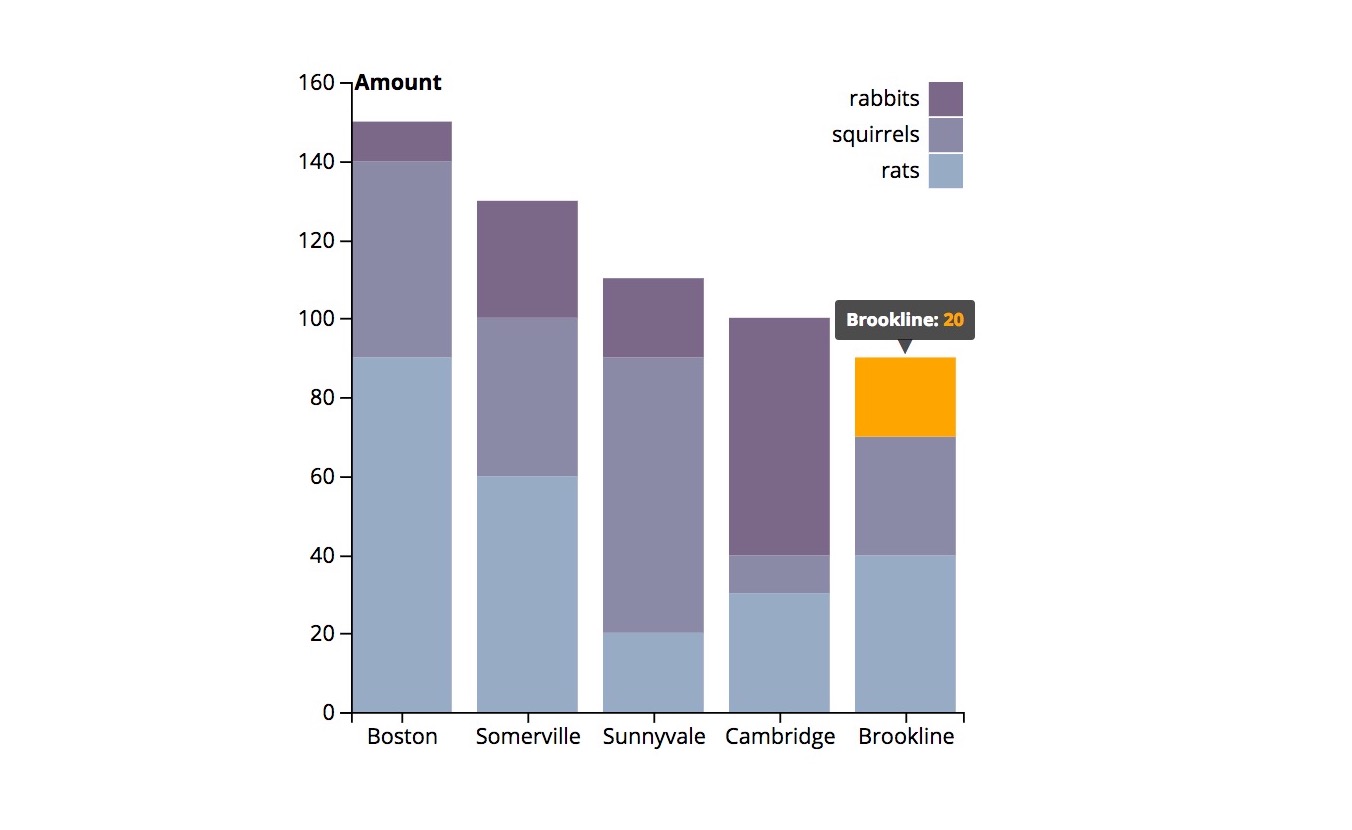 160 Amount
rabbits
squirrels
140
rats
120
100
Brookline: 20
80
60
40
20
0
Boston Somerville Sunnyvale Cambridge Brookline